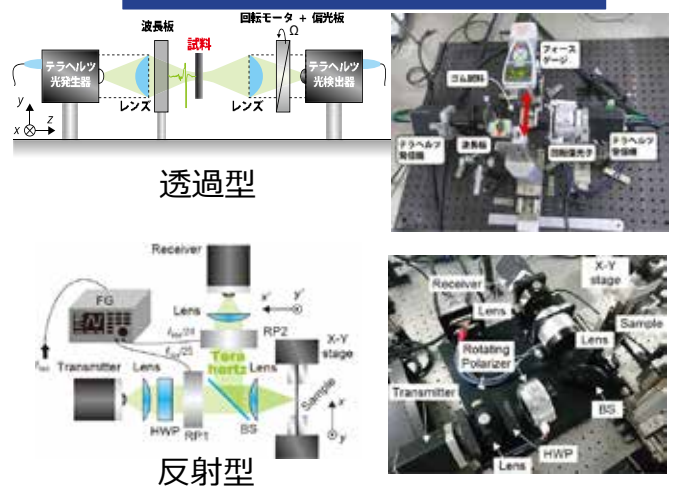 波長板
回転モータ + 偏光板
Ω
試料
テラヘルツ
光発生器
テラヘルツ
光検出器
レンズ
レンズ
y
x
z
透過型
フォース
ゲージ
ゴム試料
テラヘルツ
発信機
波長板
回転偏光子
テラヘルツ
受信機
Receiver
FG
Lens
x'
y'
RP2
X-Y
stage
Transmitter
Lens
Tera
hertz
Lens
HWP
RP1
BS
Sample
x
y
反射型
Receiver
Lens
X-Y
stage
Sample
Lens
Rotating
Polarizer
Transmitter
BS
HWP
Lens